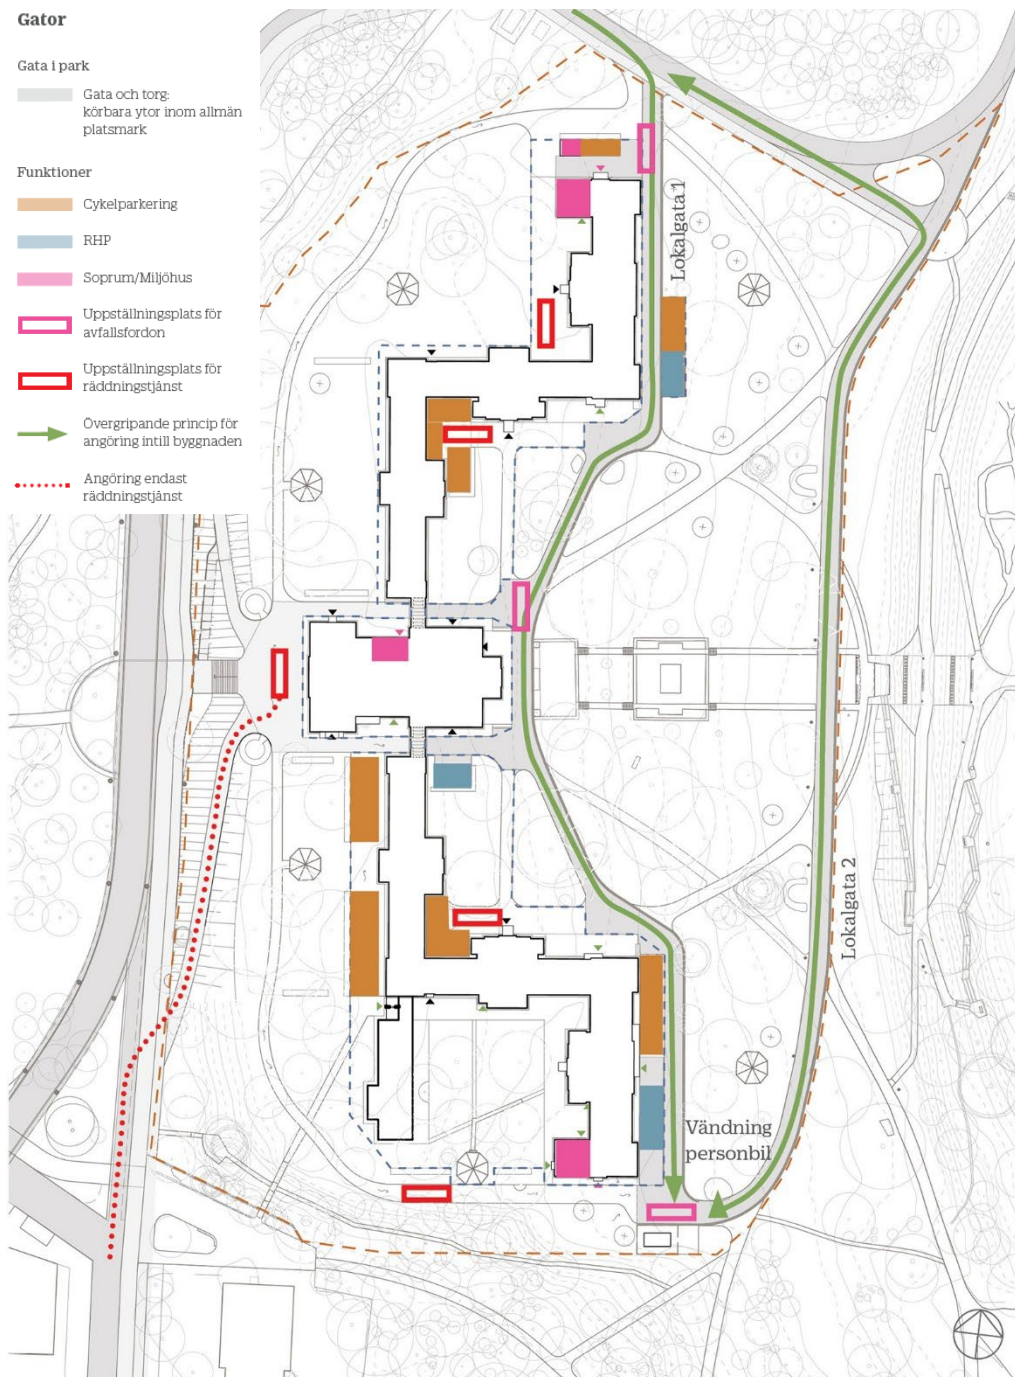 Gator
Gata i park
Gata och torg:
körbara ytor inom allmän
platsmark
Funktioner
Cykelparkering
RHP
Soprum/Miljöhus
Uppställningsplats för
avfallsfordon
Uppställningsplats för
räddningstjänst
Övergripande princip för
angöring intill byggnaden
Angöring endast
räddningstjänst
Lokalgata 1
Lokalgata 2
Vändning
personbil